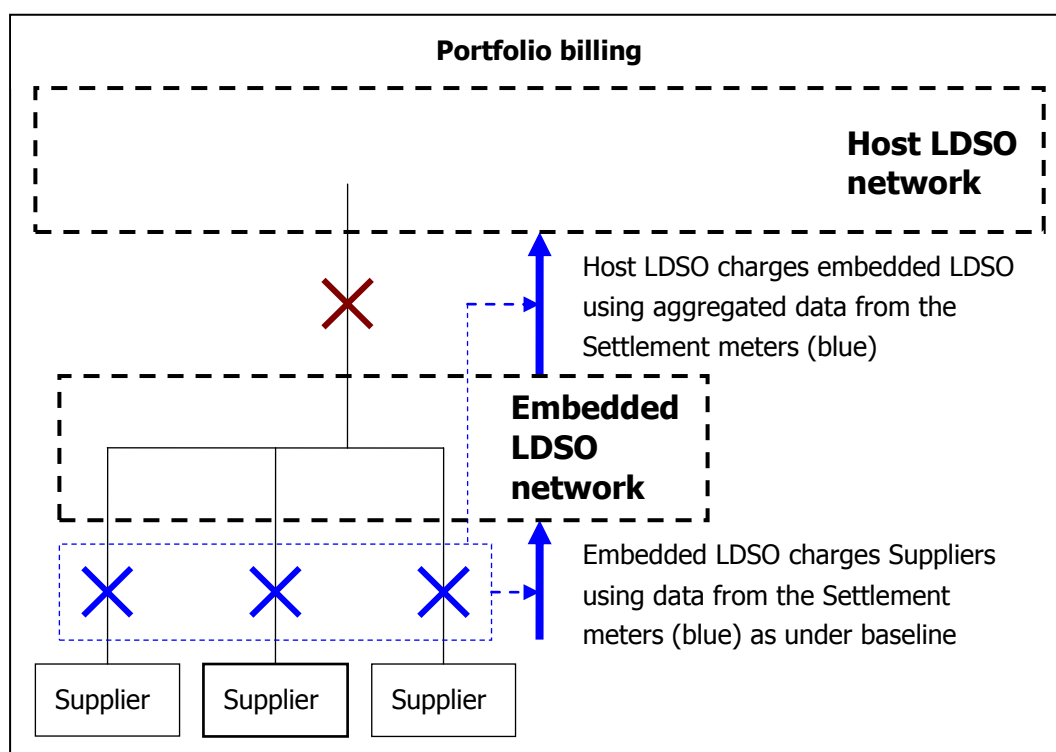 Portfolio billing
Host LDSO
network
Host LDSO charges embedded LDSO
using aggregated data from the
Settlement meters (blue)
Embedded
LDSO
network
Embedded LDSO charges Suppliers
using data from the Settlement
meters (blue) as under baseline
Supplier
Supplier
Supplier